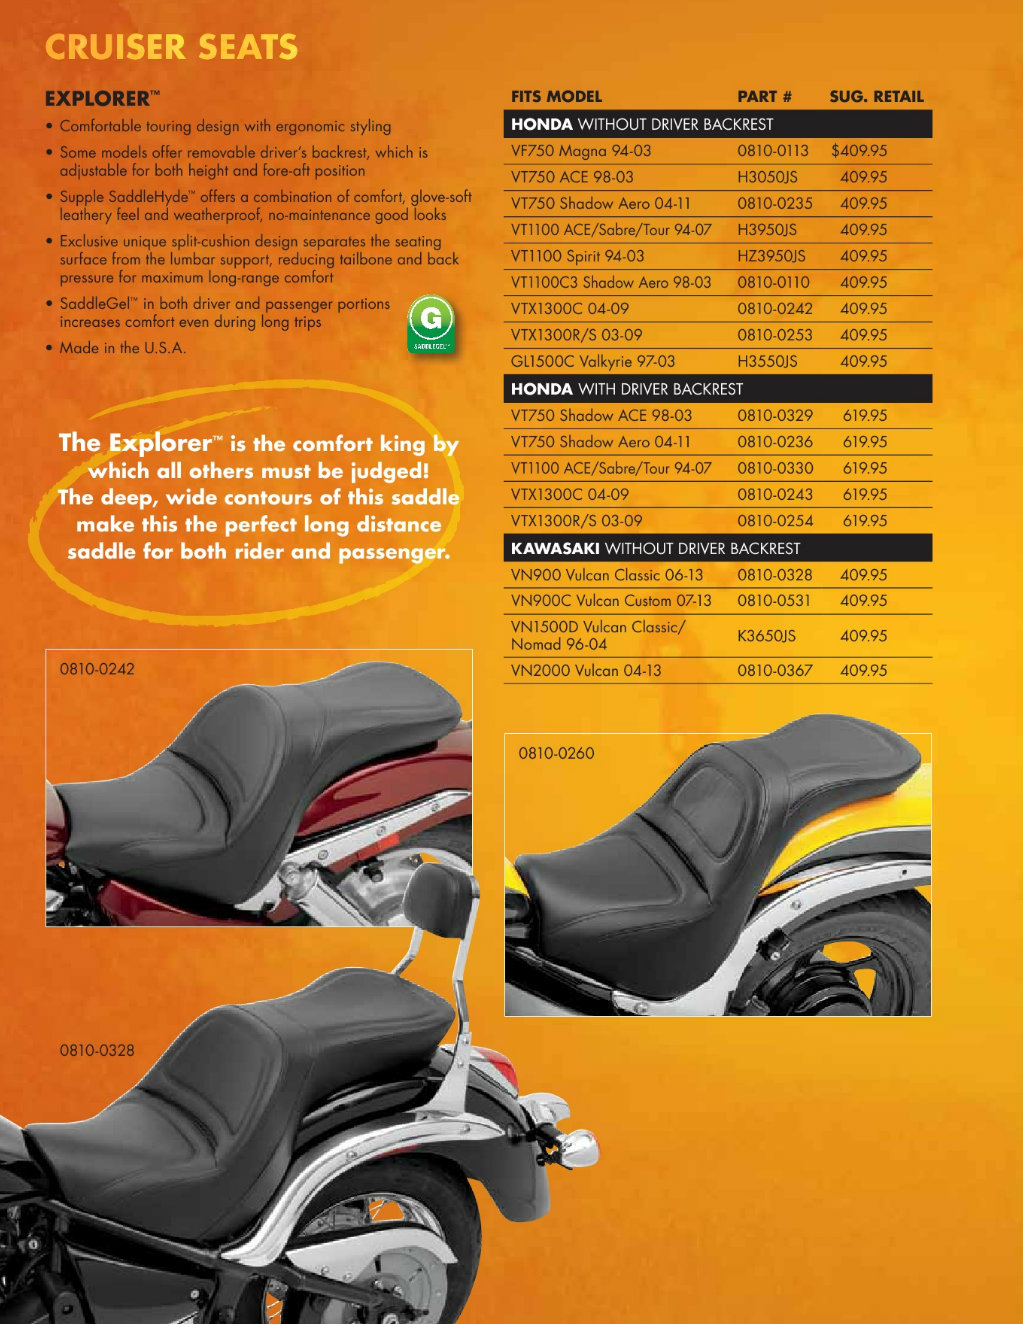 CRUISER SEATS
EXPLORER™
• Comfortable touring design with ergonomic styling
• Some models offer removable driver’s backrest, which is
adjustable for both height and fore-aft position
• Supple SaddleHyde™ offers a combination of comfort, glove-soft
leathery feel and weatherproof, no-maintenance good looks
• Exclusive unique split-cushion design separates the seating
surface from the lumbar support, reducing tailbone and back
pressure for maximum long-range comfort
• SaddleGel™ in both driver and passenger portions
increases comfort even during long trips
• Made in the U.S.A.
G
SADDLEGEL™
The Explorer™ is the comfort king by
which all others must be judged!
The deep, wide contours of this saddle
make this the perfect long distance
saddle for both rider and passenger.
FITS MODEL PART # SUG. RETAIL
HONDA WITHOUT DRIVER BACKREST
VF750 Magna 94-03 0810-0113 $409.95
VT750 ACE 98-03 H3050JS 409.95
VT750 Shadow Aero 04-11 0810-0235 409.95
VT1100 ACE/Sabre/Tour 94-07 H3950JS 409.95
VT1100 Spirit 94-03 HZ3950JS 409.95
VT1100C3 Shadow Aero 98-03 0810-0110 409.95
VTX1300C 04-09 0810-0242 409.95
VTX1300R/S 03-09 0810-0253 409.95
GL1500C Valkyrie 97-03 H3550JS 409.95
HONDA WITH DRIVER BACKREST
VT750 Shadow ACE 98-03 0810-0329 619.95
VT750 Shadow Aero 04-11 0810-0236 619.95
VT1100 ACE/Sabre/Tour 94-07 0810-0330 619.95
VTX1300C 04-09 0810-0243 619.95
VTX1300R/S 03-09 0810-0254 619.95
KAWASAKI WITHOUT DRIVER BACKREST
VN900 Vulcan Classic 06-13 0810-0328 409.95
VN900C Vulcan Custom 07-13 0810-0531 409.95
VN1500D Vulcan Classic/
Nomad 96-04 K3650JS 409.95
VN2000 Vulcan 04-13 0810-0367 409.95
0810-0242
0810-0260
0810-0328